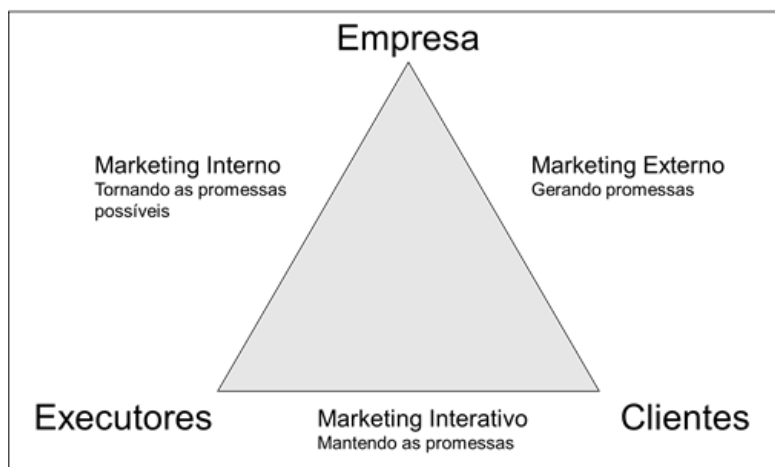 Empresa
Marketing Interno
Tornando as promessas
possíveis
Marketing Externo
Gerando promessas
Executores
Marketing Interativo
Mantendo as promessas
Clientes